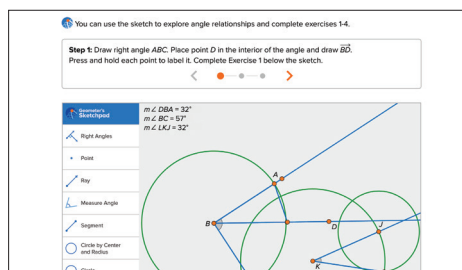 You can use the sketch to explore angle relationships and complete exercises 1-4.
Step 1: Draw right angle ABC. Place point D in the interior of the angle and draw BD.
Press and hold each point to label it. Complete Exercise 1 below the sketch.
Geometer's
Sketchpad
m∠DBA = 32°
m∠BC = 57°
m∠LKJ = 32°
Right Angles
Point
Ray
Measure Angle
Segment
Circle by Center
and Radius
Circle
A
B
D
J
K